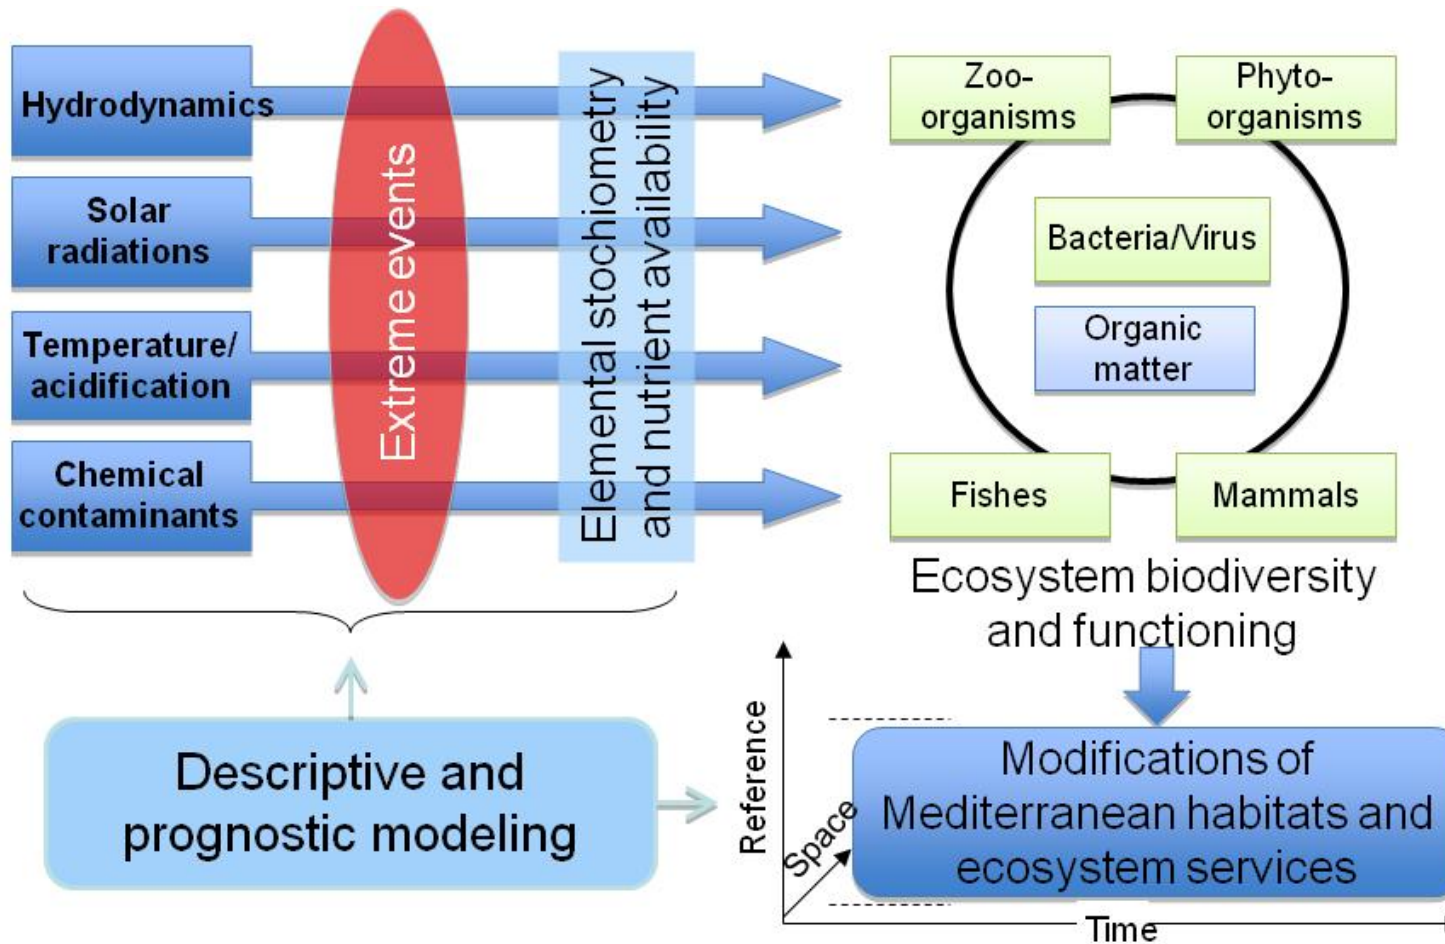 Hydrodynamics
Solar
radiations
Temperature/
acidification
Chemical
contaminants
Extreme events
Elemental stochiometry
and nutrient availability
Zoo-
organisms
Phyto-
organisms
Bacteria/Virus
Organic
matter
Fishes
Mammals
Ecosystem biodiversity
and functioning
Descriptive and
prognostic modeling
Reference
Space
Time
Modifications of
Mediterranean habitats and
ecosystem services